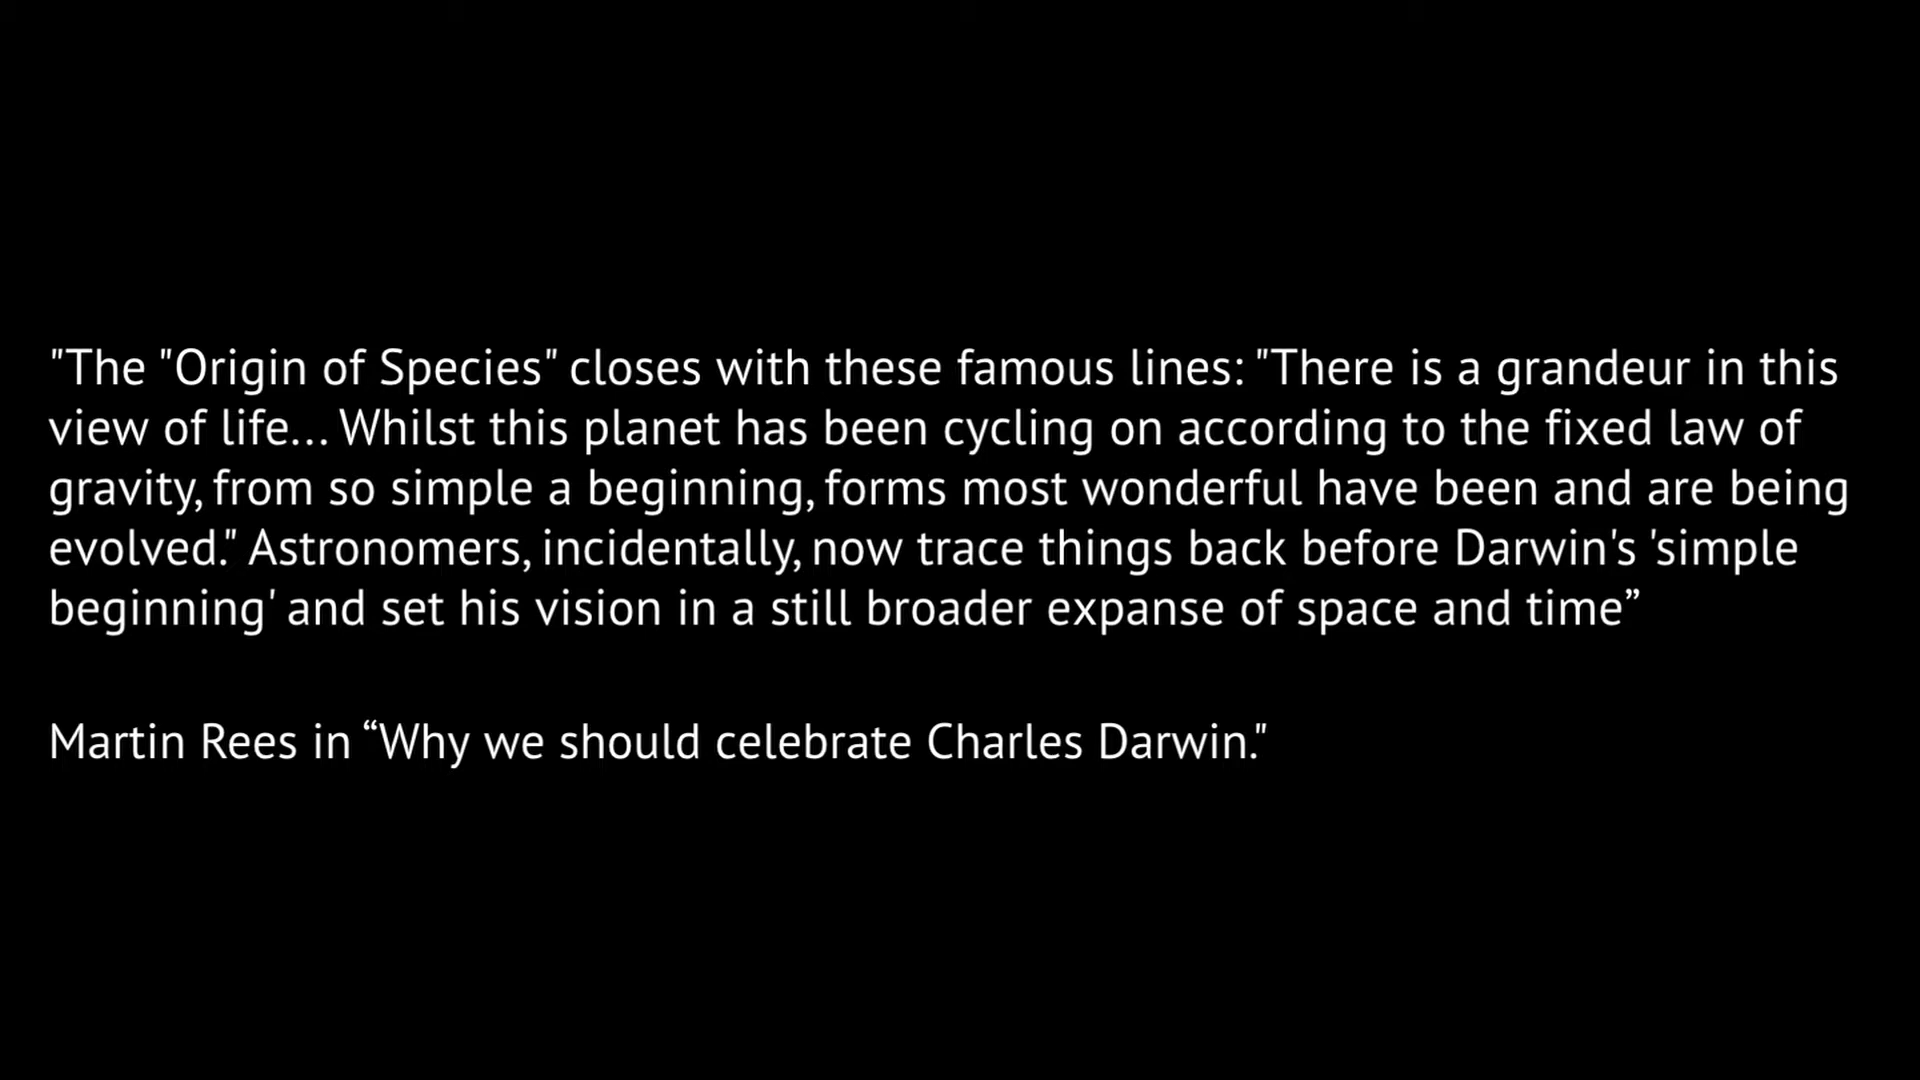 "The "Origin of Species" closes with these famous lines: "There is a grandeur in this
view of life... Whilst this planet has been cycling on according to the fixed law of
gravity, from so simple a beginning, forms most wonderful have been and are being
evolved." Astronomers, incidentally, now trace things back before Darwin's 'simple
beginning' and set his vision in a still broader expanse of space and time”
Martin Rees in “Why we should celebrate Charles Darwin."